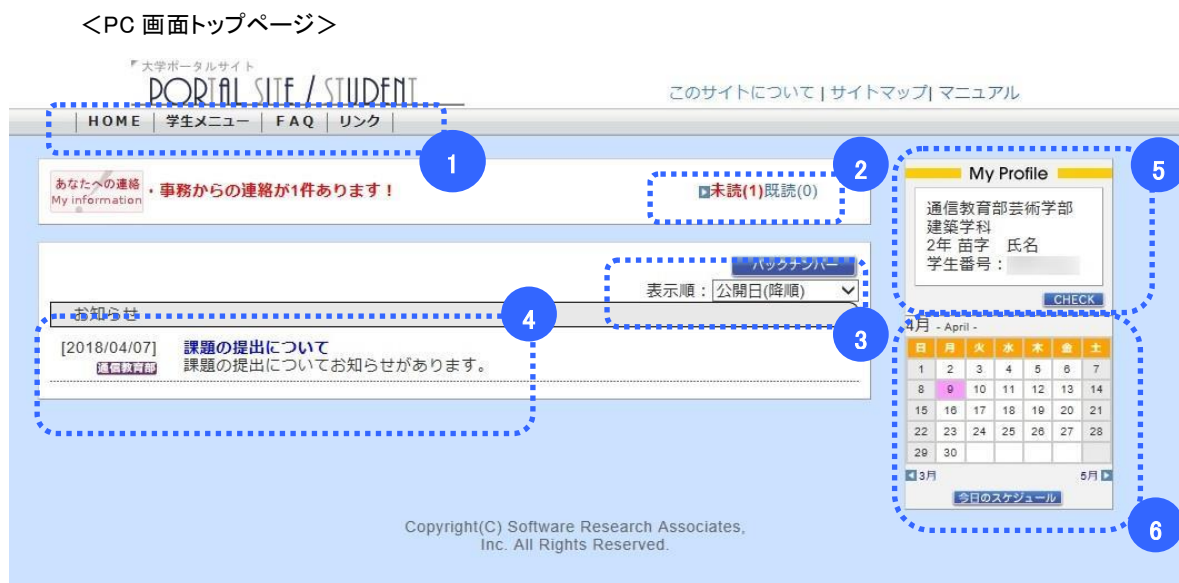 ＜PC 画面トップページ＞
「大学ポータルサイト
PORTAL SITE / STUDENT
このサイトについて | サイトマップ| マニュアル
| HOME | 学生メニュー | FAQ | リンク |
1
あなたへの連絡
My information
・事務からの連絡が1件あります！
未読(1)既読(0)
2
バックナンバー
表示順：公開日(降順)
3
お知らせ
4
[2018/04/07] 課題の提出について
通信教育部 課題の提出についてお知らせがあります。
My Profile
5
通信教育部芸術学部
建築学科
2年 苗字 氏名
学生番号：
CHECK
4月 - April -
日 月 火 水 木 金 土
1 2 3 4 5 6 7
8 9 10 11 12 13 14
15 16 17 18 19 20 21
22 23 24 25 26 27 28
29 30
3月 5月
今日のスケジュール
6
Copyright(C) Software Research Associates,
Inc. All Rights Reserved.